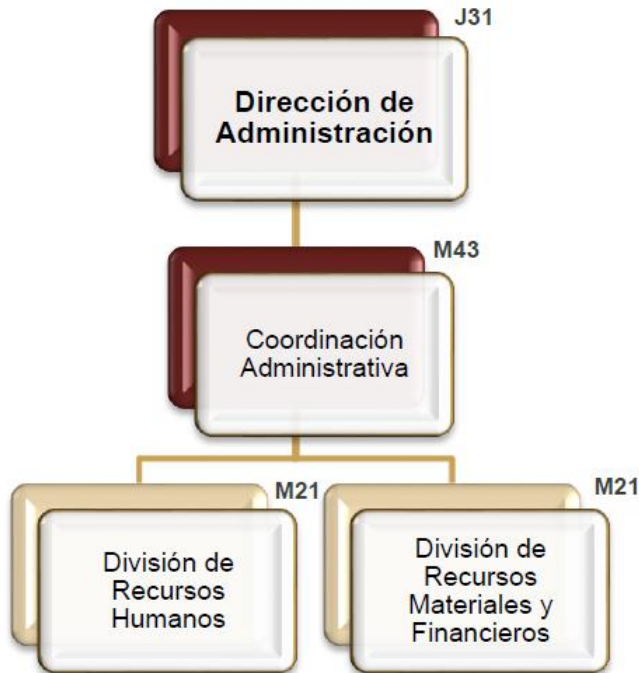 J31
Dirección de
Administración
M43
Coordinación
Administrativa
M21
División de
Recursos
Humanos
M21
División de
Recursos
Materiales y
Financieros